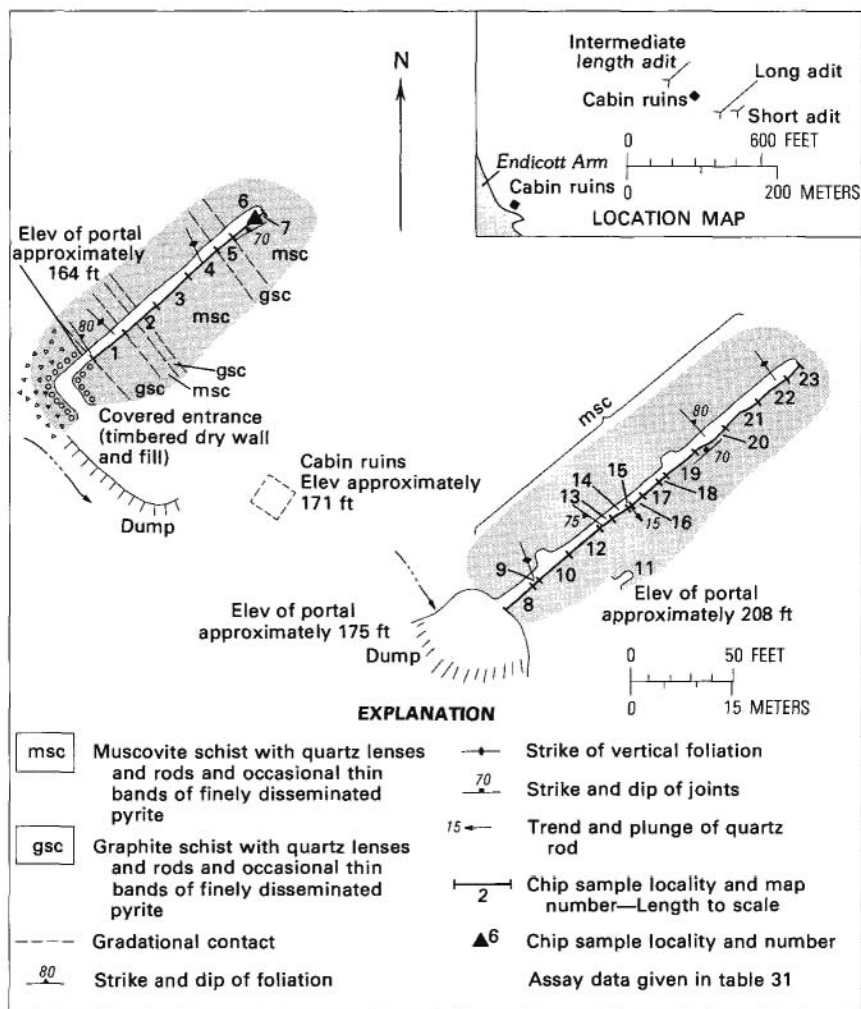 N
Intermediate
length adit
Long adit
Cabin ruins
Short adit
0 600 FEET
Endicott Arm
Cabin ruins
0 200 METERS
LOCATION MAP
Elev of portal
approximately
164 ft
6
7
70
5
msc
4
gsc
3
msc
80
2
1
gsc
gsc
msc
Covered entrance
(timbered dry wall
and fill)
Dump
Cabin ruins
Elev approximately
171 ft
msc
23
22
80
21
20
70
19
15
18
14
17
13
16
75
15
12
9
10
11
8
Elev of portal
approximately 208 ft
Elev of portal
approximately 175 ft
Dump
0 50 FEET
0 15 METERS
EXPLANATION
msc Muscovite schist with quartz lenses
and rods and occasional thin
bands of finely disseminated
pyrite
gsc Graphite schist with quartz lenses
and rods and occasional thin
bands of finely disseminated
pyrite
Gradational contact
80 Strike and dip of foliation
Strike of vertical foliation
70 Strike and dip of joints
15 Trend and plunge of quartz
rod
2 Chip sample locality and map
number—Length to scale
6 Chip sample locality and number
Assay data given in table 31